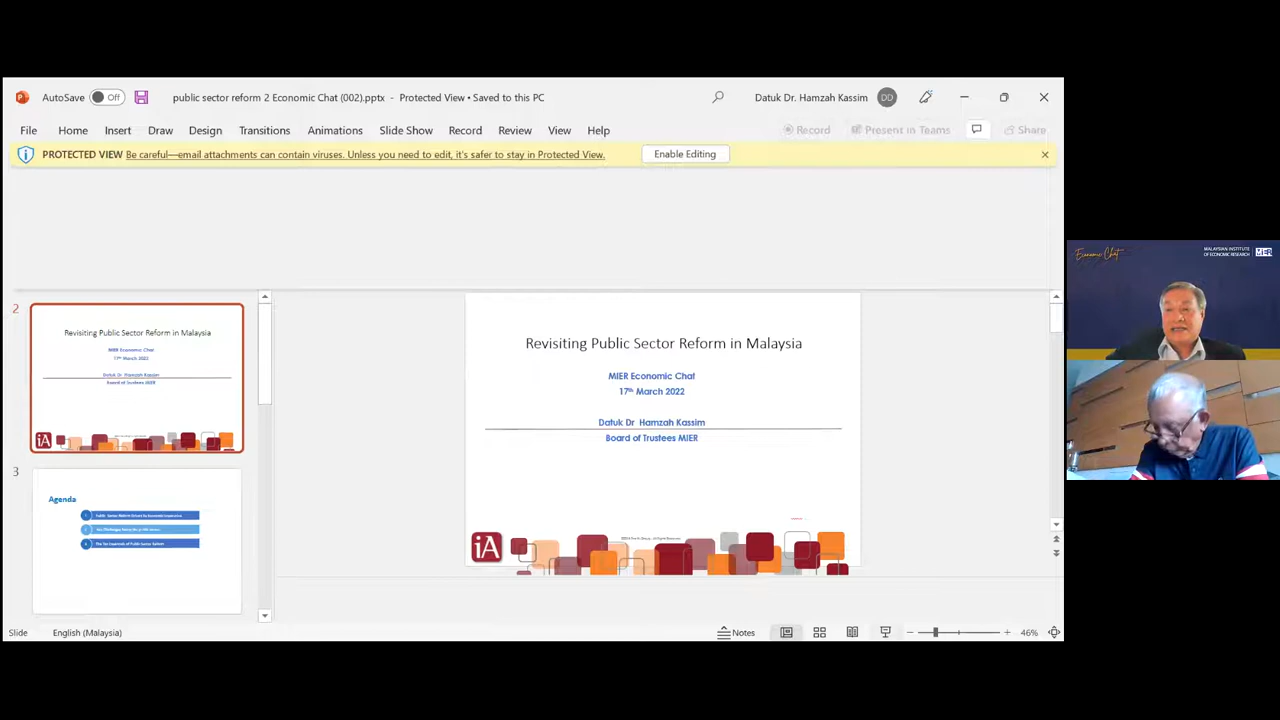 AutoSave Off public sector reform 2 Economic Chat (002).pptx - Protected View • Saved to this PC Datuk Dr. Hamzah Kassim DD
File Home Insert Draw Design Transitions Animations Slide Show Record Review View Help Record Present in Teams Share
PROTECTED VIEW Be careful—email attachments can contain viruses. Unless you need to edit, it's safer to stay in Protected View. Enable Editing
2
Revisiting Public Sector Reform in Malaysia
MIER Economic Chat
17th March 2022
Datuk Dr. Hamzah Kassim
Board of Trustees MIER
iA
3
Agenda
Revisiting Public Sector Reform in Malaysia
MIER Economic Chat
17th March 2022
Datuk Dr Hamzah Kassim
Board of Trustees MIER
iA
Economic Chat
MALAYSIAN INSTITUTE
OF ECONOMIC RESEARCH
MIER
Slide English (Malaysia) Notes 46%